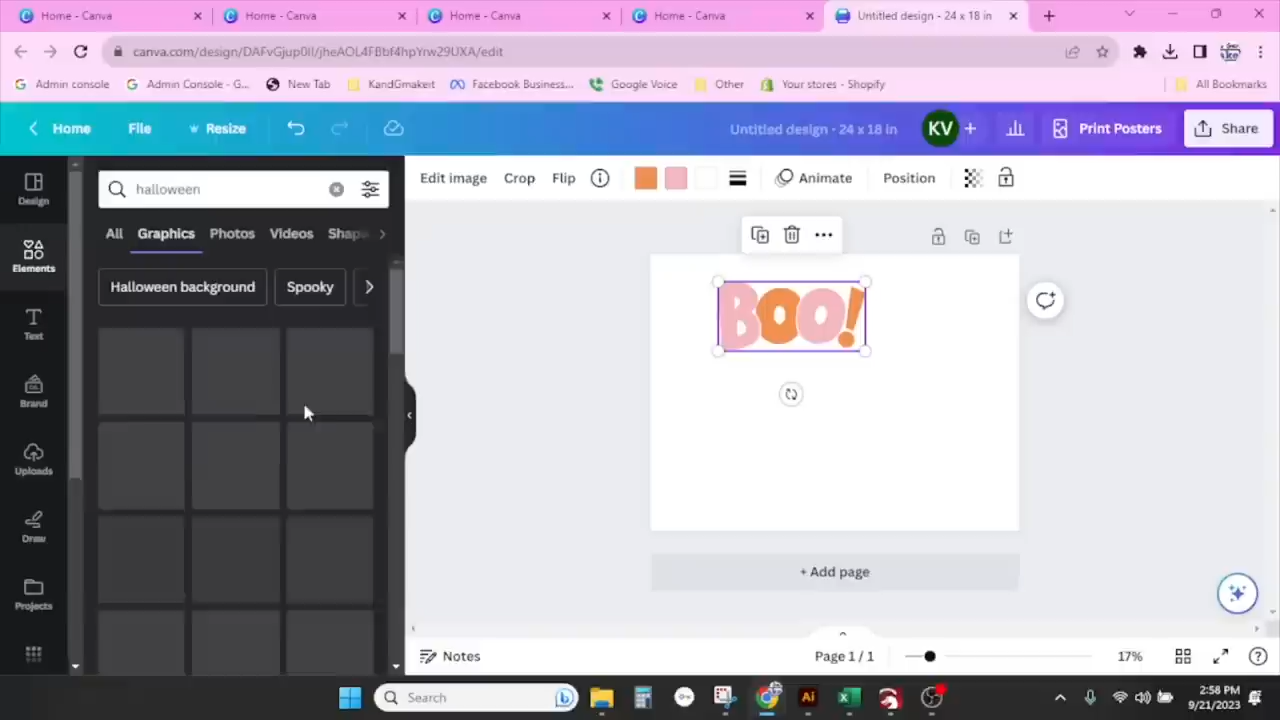 Home - Canva
Home - Canva
Home - Canva
Home - Canva
Untitled design - 24 x 18 in
canva.com/design/DAFvGjup0lI/jheAOL4FBbf4hpYrw29UXA/edit
Admin console
Admin Console - G...
New Tab
KandGmakeit
Facebook Business...
Google Voice
Other
Your stores - Shopify
All Bookmarks
Home
File
Resize
Untitled design - 24 x 18 in
KV
Print Posters
Share
Design
Elements
Text
Brand
Uploads
Draw
Projects
halloween
All
Graphics
Photos
Videos
Shap
Halloween background
Spooky
Edit image
Crop
Flip
Animate
Position
BOO!
+ Add page
Notes
Page 1 / 1
17%
Search
2:58 PM
9/21/2023